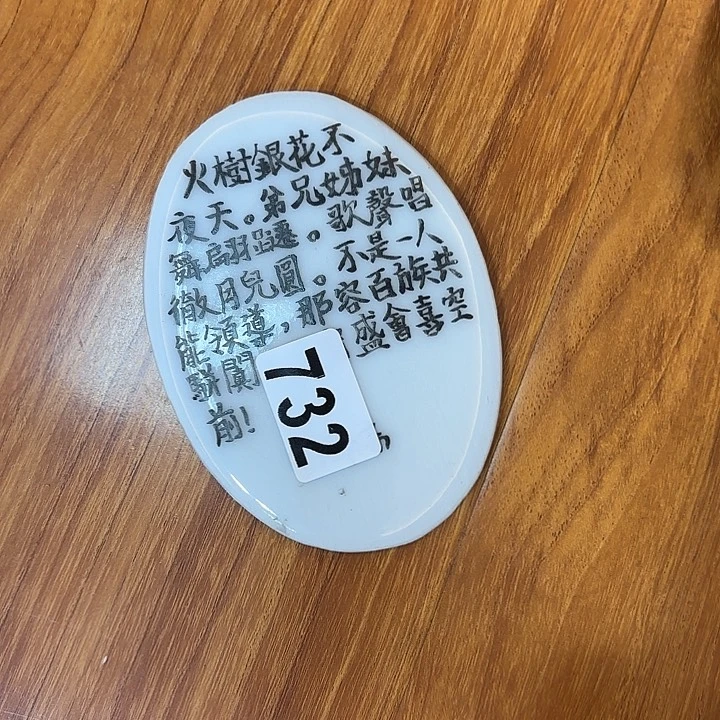 火樹銀花不
夜天。弟兄姊妹
舞翩躚。歌聲唱
徹月兒圓。不是一人
能領導，那容百族共
駢闐 盛會喜空
前！
732